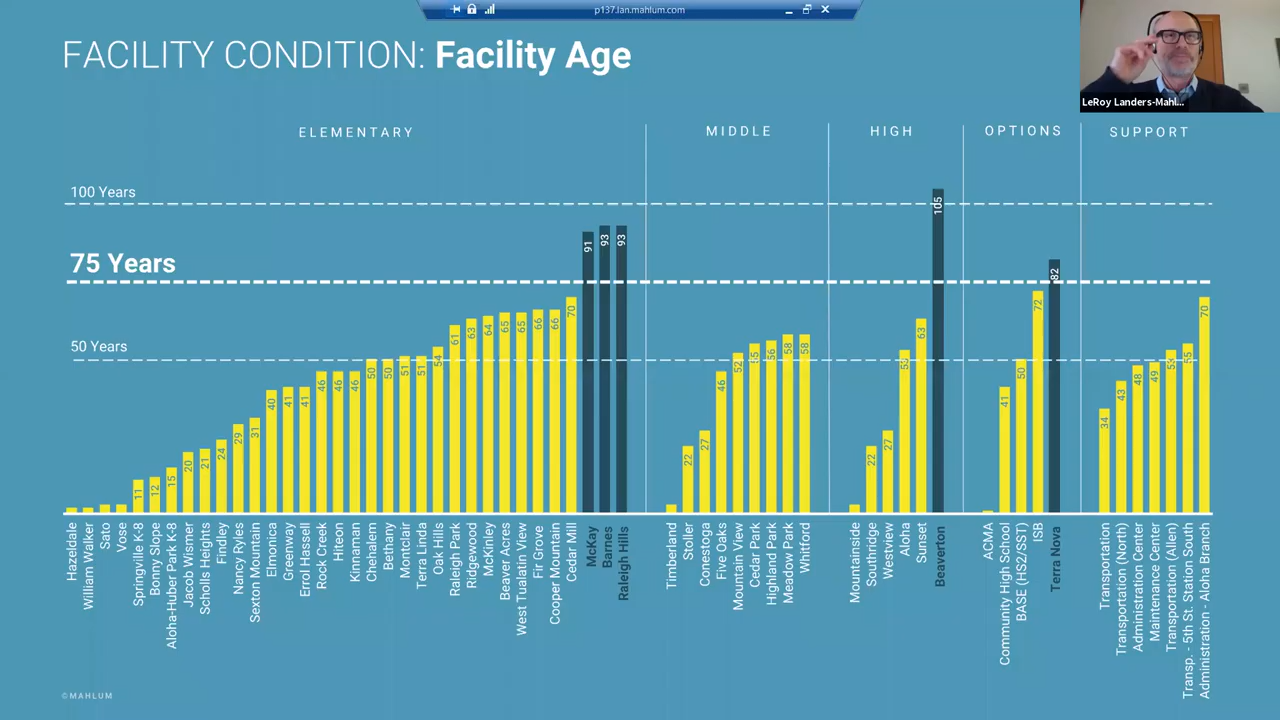 p137.lan.mahlum.com
FACILITY CONDITION: Facility Age
LeRoy Landers-Mahl...
ELEMENTARY
MIDDLE
HIGH
OPTIONS
SUPPORT
100 Years
75 Years
50 Years
11
12
15
20
21
24
29
31
40
41
41
46
46
46
50
50
51
51
54
61
63
64
65
65
66
66
70
91
93
93
22
27
46
52
55
56
58
58
22
27
53
63
105
41
50
72
82
34
43
48
49
53
55
70
Hazeldale
William Walker
Sato
Vose
Springville K-8
Bonny Slope
Aloha-Huber Park K-8
Jacob Wismer
Scholls Heights
Findley
Nancy Ryles
Sexton Mountain
Elmonica
Greenway
Errol Hassell
Rock Creek
Hiteon
Kinnaman
Chehalem
Bethany
Montclair
Terra Linda
Oak Hills
Raleigh Park
Ridgewood
McKinley
Beaver Acres
West Tualatin View
Fir Grove
Cooper Mountain
Cedar Mill
McKay
Barnes
Raleigh Hills
Timberland
Stoller
Conestoga
Five Oaks
Mountain View
Cedar Park
Highland Park
Meadow Park
Whitford
Mountainside
Southridge
Westview
Aloha
Sunset
Beaverton
ACMA
Community High School
BASE (HS2/SST)
ISB
Terra Nova
Transportation
Transportation (North)
Administration Center
Maintenance Center
Transportation (Allen)
Transp. - 5th St. Station South
Administration - Aloha Branch
©MAHLUM